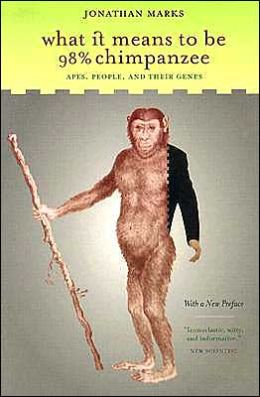 JONATHAN MARKS
what it means to be
98% chimpanzee
APES, PEOPLE, AND THEIR GENES
With a New Preface
"Iconoclastic, witty,
and informative."
NEW SCIENTIST